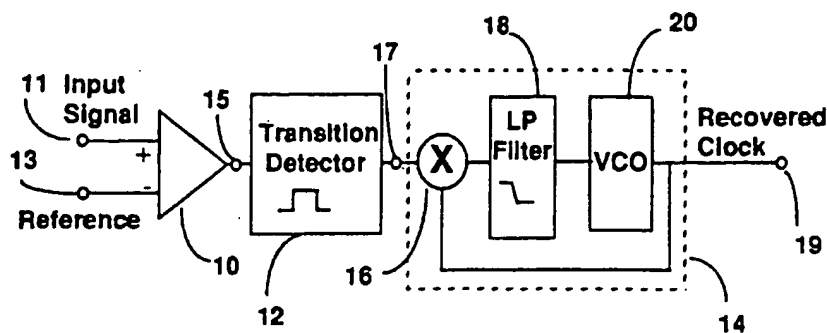 18
20
17
11
Input
Signal
15
13
+
-
Reference
10
Transition
Detector
12
X
16
LP
Filter
VCO
Recovered
Clock
19
14